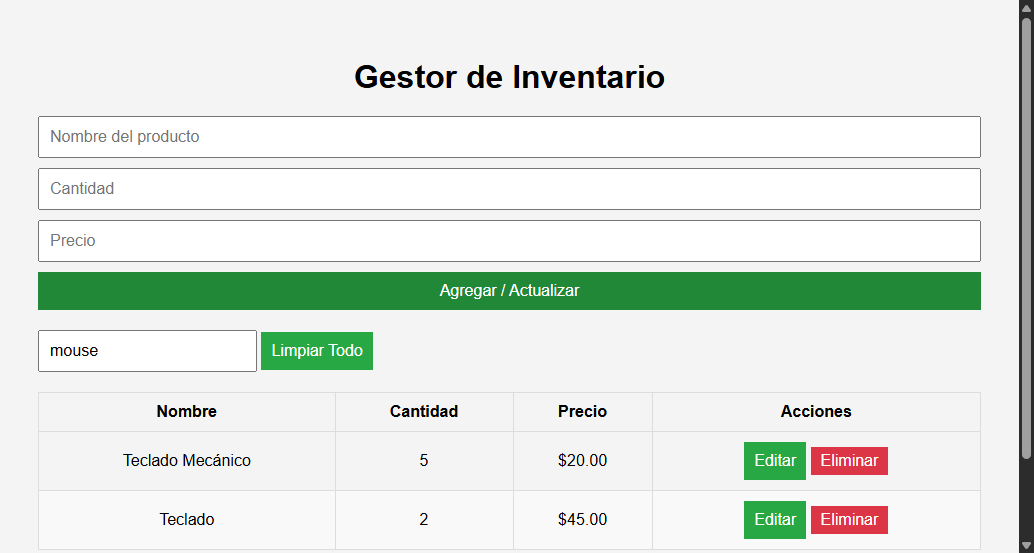 Gestor de Inventario
Nombre del producto
Cantidad
Precio
Agregar / Actualizar
mouse Limpiar Todo
Nombre Cantidad Precio Acciones
Teclado Mecánico 5 $20.00 Editar Eliminar
Teclado 2 $45.00 Editar Eliminar